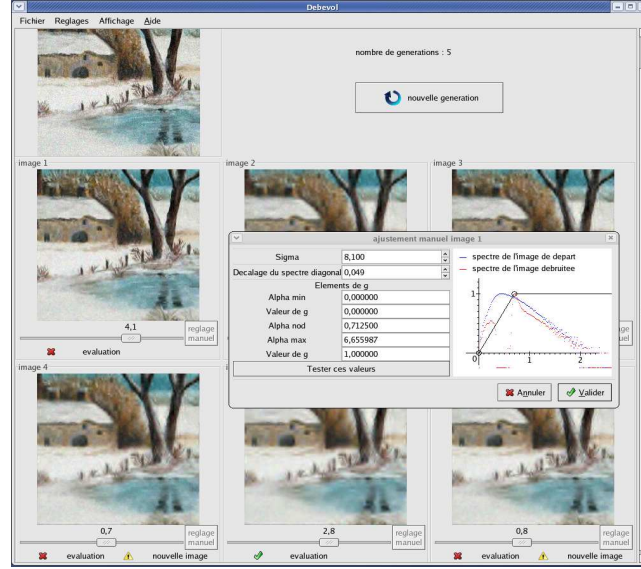 Debevol
Fichier Reglages Affichage Aide
nombre de generations : 5
nouvelle generation
image 1
image 2
image 3
ajustement manuel image 1
Sigma 8,100
Decalage du spectre diagonal 0,049
Elements de g
Alpha min 0,000000
Valeur de g 0,000000
Alpha nod 0,712500
Alpha max 6,655987
Valeur de g 1,000000
Tester ces valeurs
spectre de l'image de depart
spectre de l'image debruitee
1
0 1 2
Annuler Valider
4,1
reglage manuel
evaluation
image 4
0,7
reglage manuel
evaluation nouvelle image
2,8
reglage manuel
evaluation
0,8
reglage manuel
evaluation nouvelle image